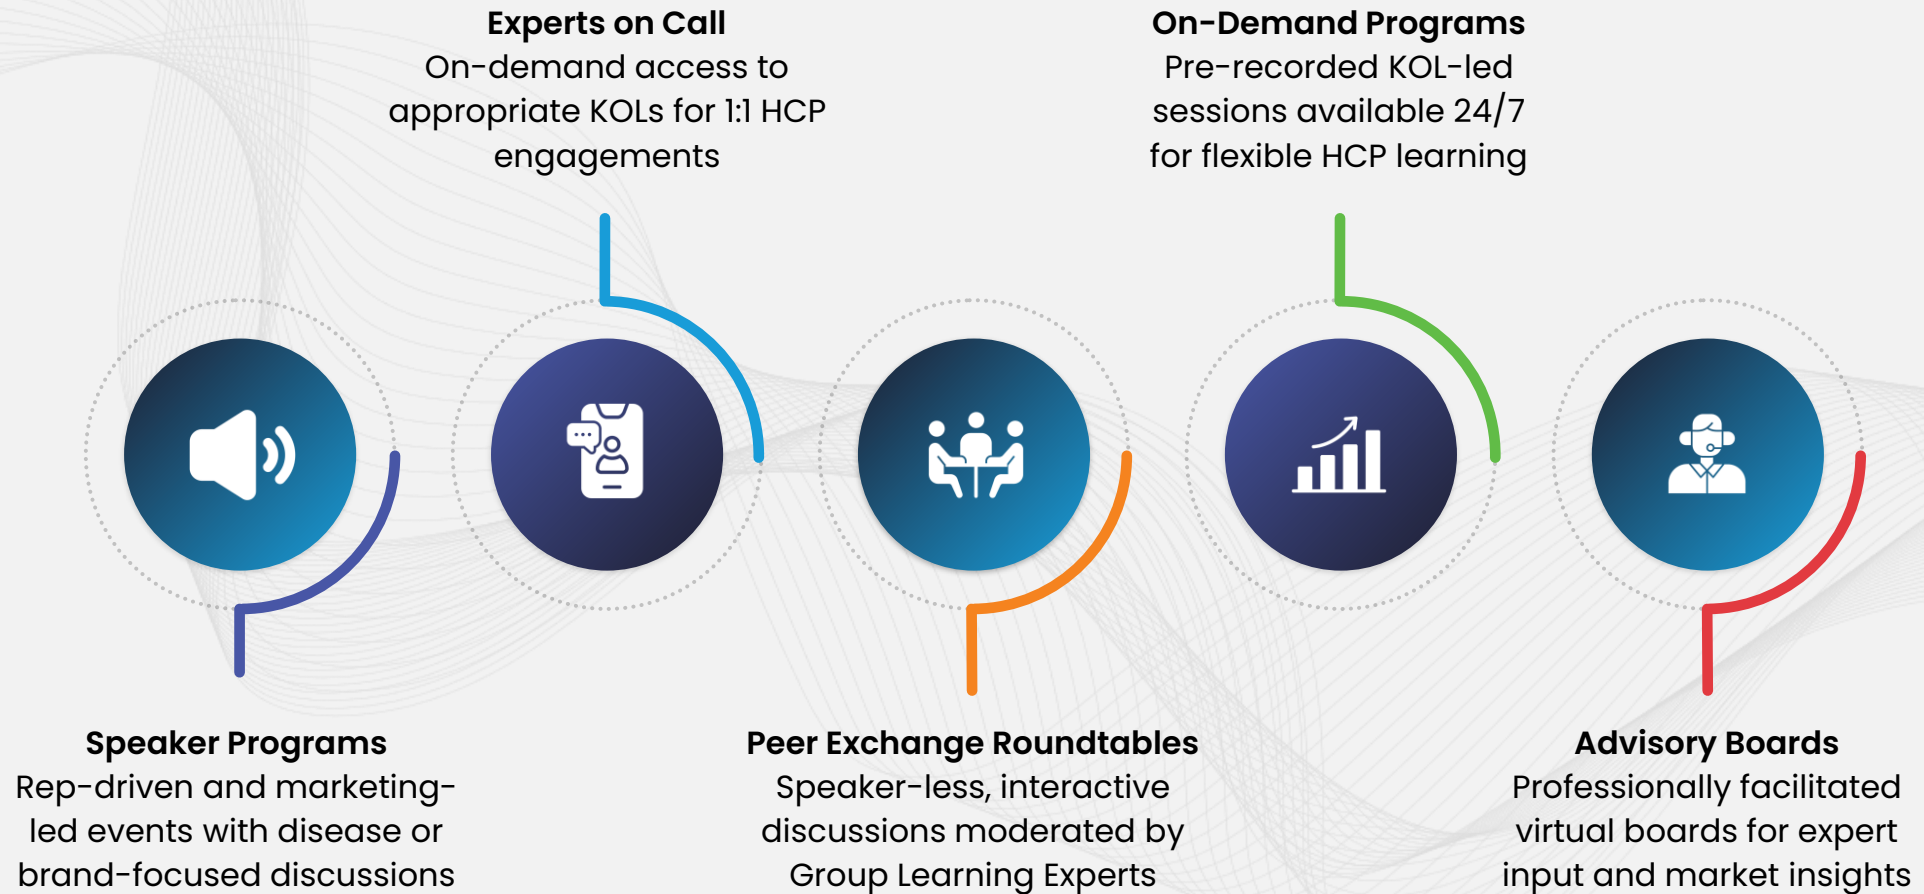 Experts on Call
On-demand access to
appropriate KOLs for 1:1 HCP
engagements
On-Demand Programs
Pre-recorded KOL-led
sessions available 24/7
for flexible HCP learning
Speaker Programs
Rep-driven and marketing-
led events with disease or
brand-focused discussions
Peer Exchange Roundtables
Speaker-less, interactive
discussions moderated by
Group Learning Experts
Advisory Boards
Professionally facilitated
virtual boards for expert
input and market insights